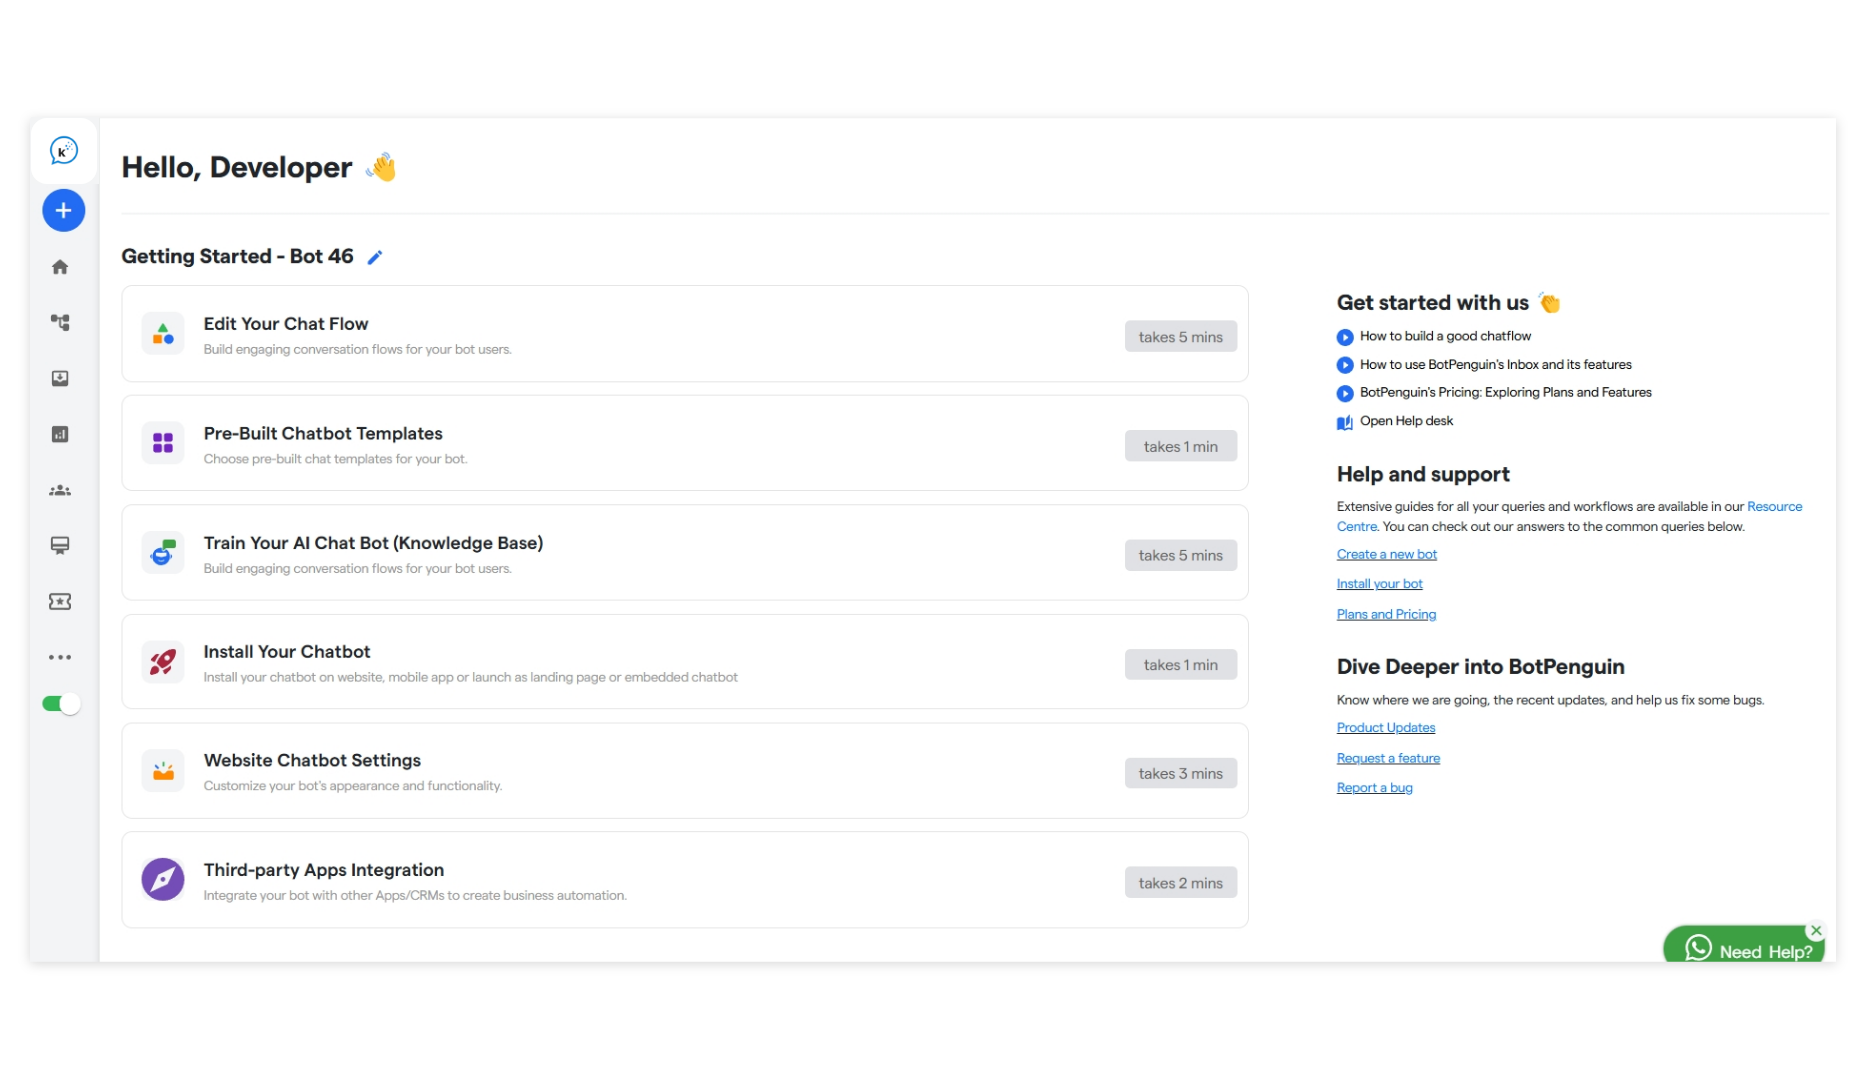 k
Hello, Developer
Getting Started - Bot 46
Edit Your Chat Flow
Build engaging conversation flows for your bot users.
takes 5 mins
Pre-Built Chatbot Templates
Choose pre-built chat templates for your bot.
takes 1 min
Train Your AI Chat Bot (Knowledge Base)
Build engaging conversation flows for your bot users.
takes 5 mins
Install Your Chatbot
Install your chatbot on website, mobile app or launch as landing page or embedded chatbot
takes 1 min
Website Chatbot Settings
Customize your bot's appearance and functionality.
takes 3 mins
Third-party Apps Integration
Integrate your bot with other Apps/CRMs to create business automation.
takes 2 mins
Get started with us
How to build a good chatflow
How to use BotPenguin's Inbox and its features
BotPenguin's Pricing: Exploring Plans and Features
Open Help desk
Help and support
Extensive guides for all your queries and workflows are available in our Resource
Centre. You can check out our answers to the common queries below.
Create a new bot
Install your bot
Plans and Pricing
Dive Deeper into BotPenguin
Know where we are going, the recent updates, and help us fix some bugs.
Product Updates
Request a feature
Report a bug
Need Help?